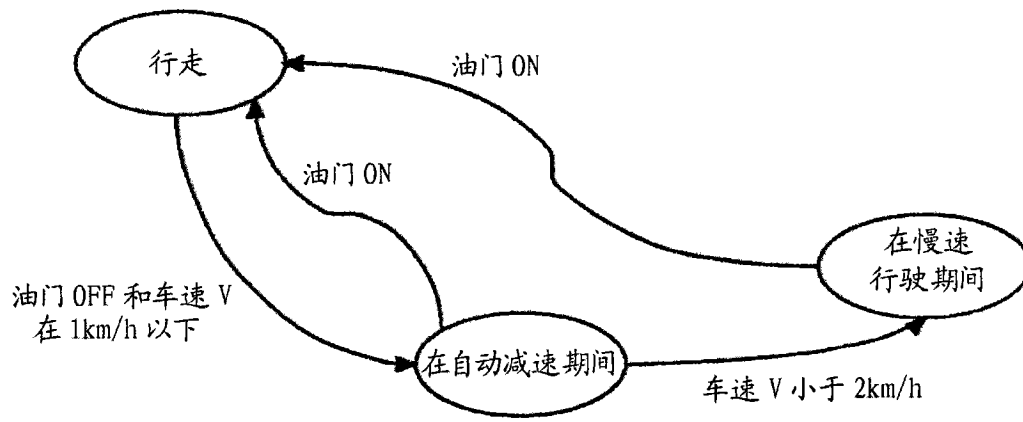 行走
油门 ON
油门 ON
在慢速
行驶期间
油门 OFF 和车速 V
在 1km/h 以下
在自动减速期间
车速 V 小于 2km/h